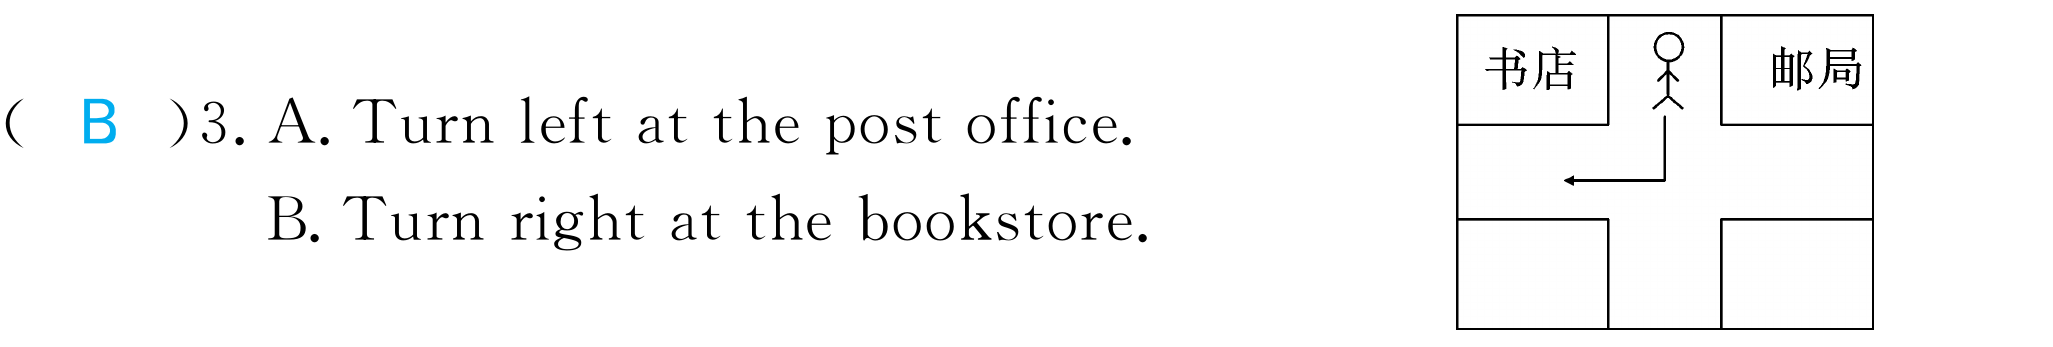 ( B )3. A. Turn left at the post office.
B. Turn right at the bookstore.
书店
邮局